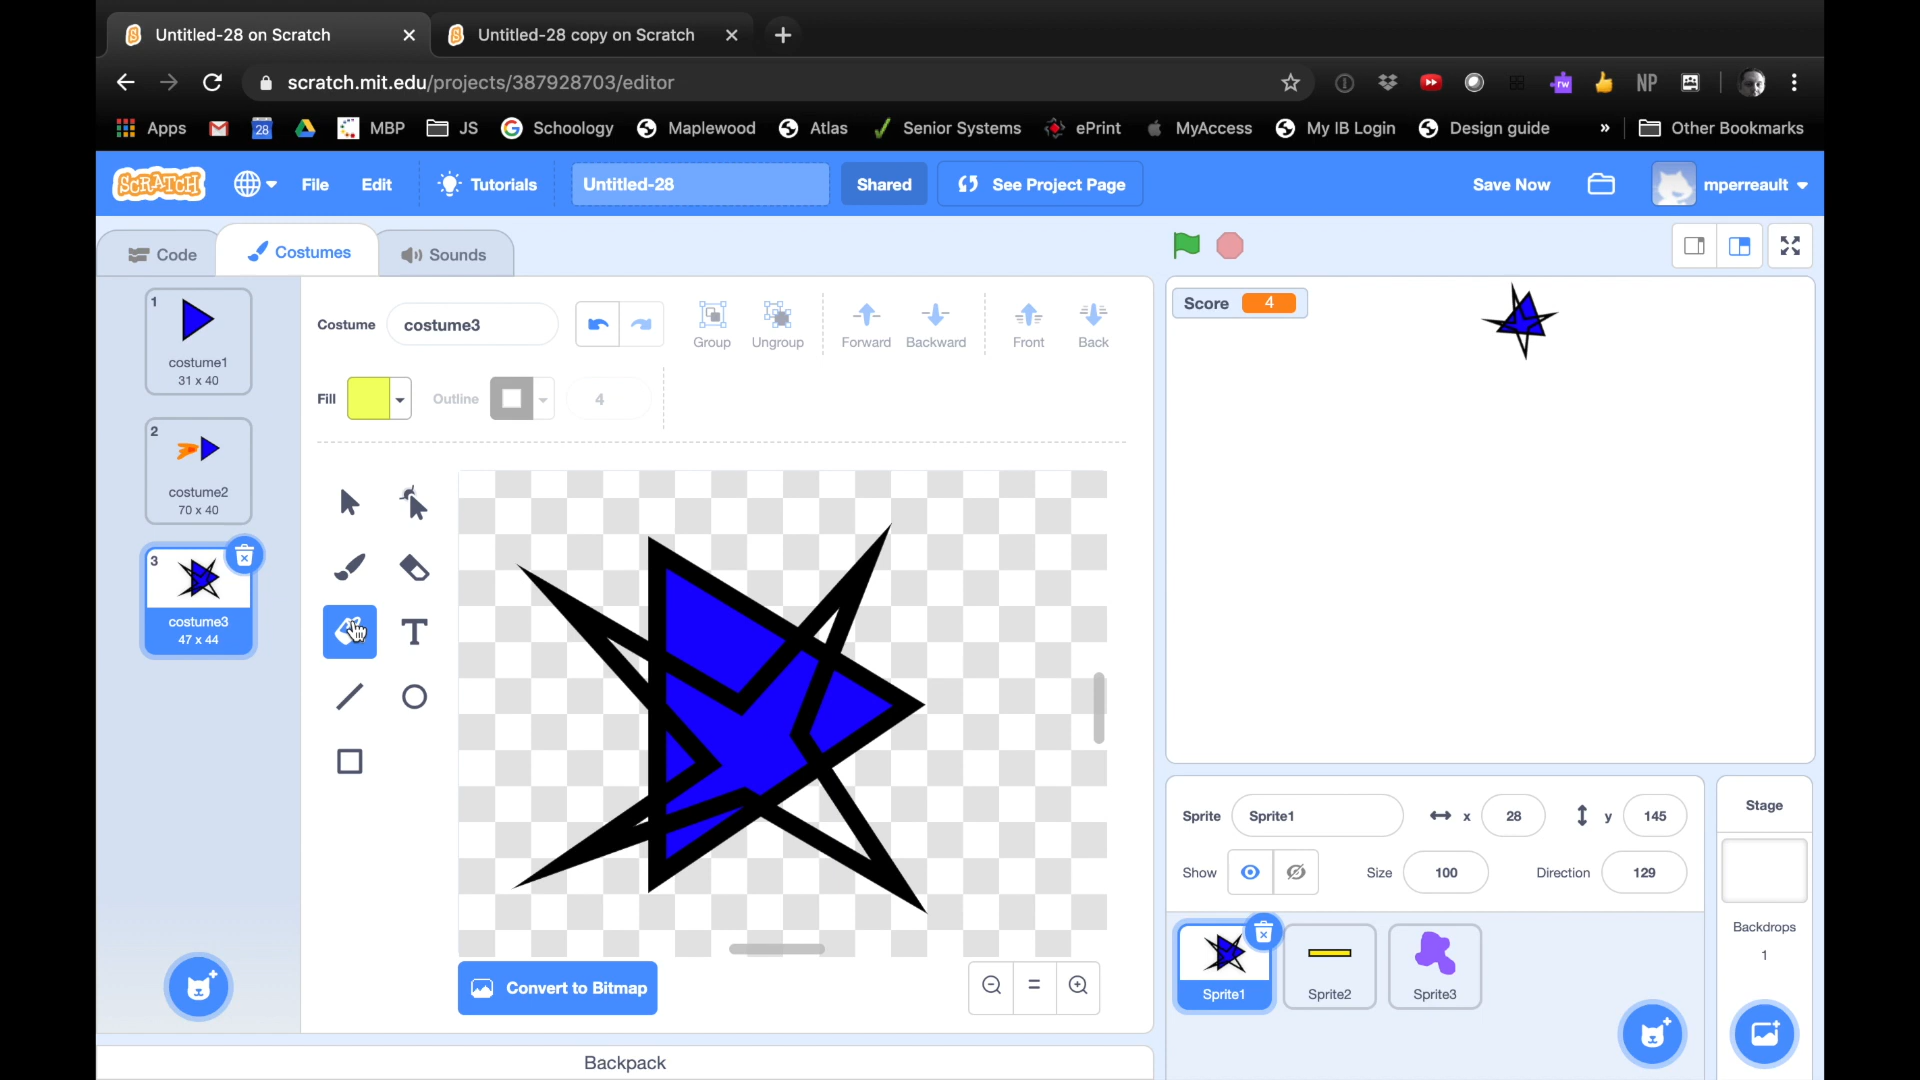 Untitled-28 on Scratch
Untitled-28 copy on Scratch
scratch.mit.edu/projects/387928703/editor
rw
NP
Apps
28
MBP
JS
Schoology
Maplewood
Atlas
Senior Systems
ePrint
MyAccess
My IB Login
Design guide
»
Other Bookmarks
SCRATCH
File
Edit
Tutorials
Untitled-28
Shared
See Project Page
Save Now
mperreault
Code
Costumes
Sounds
1
costume1
31 x 40
2
costume2
70 x 40
3
costume3
47 x 44
Costume
costume3
Group
Ungroup
Forward
Backward
Front
Back
Fill
Outline
4
T
Convert to Bitmap
Backpack
Score 4
Sprite
Sprite1
x
28
y
145
Show
Size
100
Direction
129
Sprite1
Sprite2
Sprite3
Stage
Backdrops
1